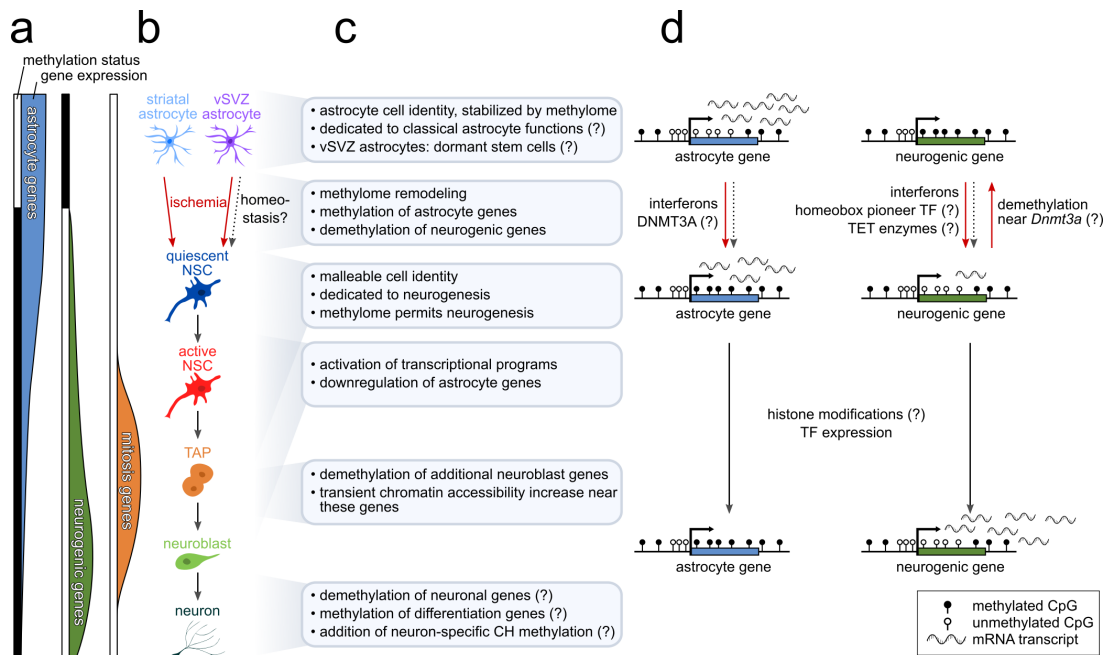 a
b
c
d
methylation status
gene expression
astrocyte genes
neurogenic genes
mitosis genes
striatal
astrocyte
vSVZ
astrocyte
ischemia
homeo-
stasis?
quiescent
NSC
active
NSC
TAP
neuroblast
neuron
• astrocyte cell identity, stabilized by methylome
• dedicated to classical astrocyte functions (?)
• vSVZ astrocytes: dormant stem cells (?)
• methylome remodeling
• methylation of astrocyte genes
• demethylation of neurogenic genes
• malleable cell identity
• dedicated to neurogenesis
• methylome permits neurogenesis
• activation of transcriptional programs
• downregulation of astrocyte genes
• demethylation of additional neuroblast genes
• transient chromatin accessibility increase near
these genes
• demethylation of neuronal genes (?)
• methylation of differentiation genes (?)
• addition of neuron-specific CH methylation (?)
astrocyte gene
neurogenic gene
interferons
DNMT3A (?)
interferons
homeobox pioneer TF (?)
TET enzymes (?)
demethylation
near Dnmt3a (?)
astrocyte gene
neurogenic gene
histone modifications (?)
TF expression
astrocyte gene
neurogenic gene
methylated CpG
unmethylated CpG
mRNA transcript